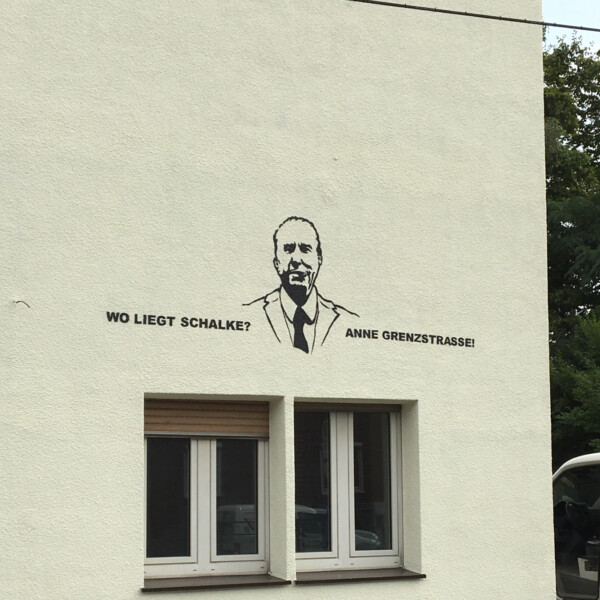 WO LIEGT SCHALKE?
ANNE GRENZSTRASSE!